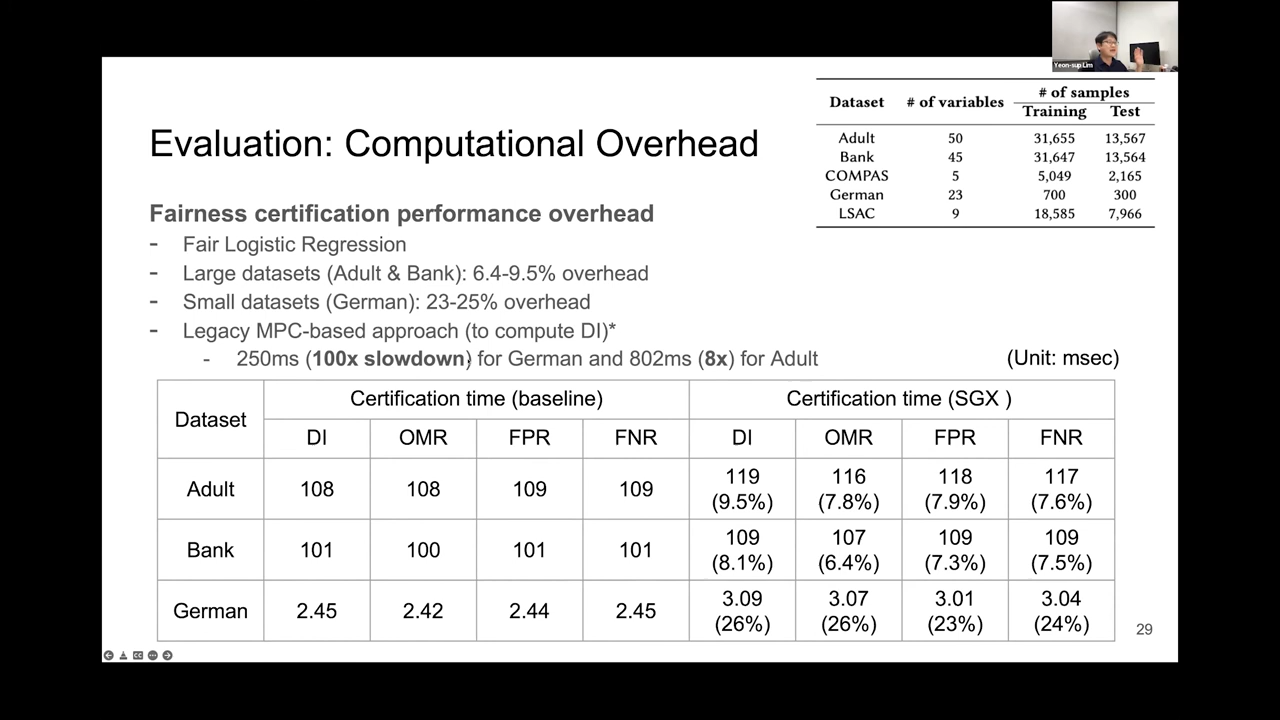 Yeon-sup Lim
Dataset # of variables # of samples
Training Test
Adult 50 31,655 13,567
Bank 45 31,647 13,564
COMPAS 5 5,049 2,165
German 23 700 300
LSAC 9 18,585 7,966
Evaluation: Computational Overhead
Fairness certification performance overhead
- Fair Logistic Regression
- Large datasets (Adult & Bank): 6.4-9.5% overhead
- Small datasets (German): 23-25% overhead
- Legacy MPC-based approach (to compute DI)*
- 250ms (100x slowdown) for German and 802ms (8x) for Adult
(Unit: msec)
Dataset Certification time (baseline) Certification time (SGX )
DI OMR FPR FNR DI OMR FPR FNR
Adult 108 108 109 109 119 116 118 117
(9.5%) (7.8%) (7.9%) (7.6%)
Bank 101 100 101 101 109 107 109 109
(8.1%) (6.4%) (7.3%) (7.5%)
German 2.45 2.42 2.44 2.45 3.09 3.07 3.01 3.04
(26%) (26%) (23%) (24%)
29